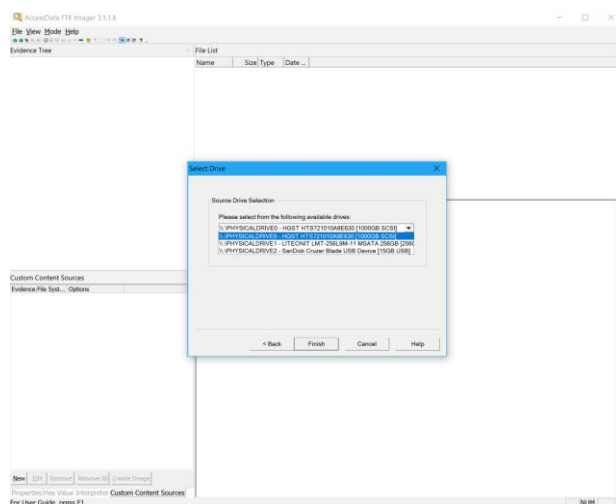 AccessData FTK Imager 3.1.1.8
File View Mode Help
Evidence Tree
File List
Name Size Type Date ...
Select Drive
Source Drive Selection
Please select from the following available drives:
\\.\PHYSICALDRIVE0 - HGST HTS721010A9E630 [1000GB SCSI]
\\.\PHYSICALDRIVE0 - HGST HTS721010A9E630 [1000GB SCSI]
\\.\PHYSICALDRIVE1 - LITEONIT LMT-256L9M-11 MSATA 256GB [256
\\.\PHYSICALDRIVE2 - SanDisk Cruzer Blade USB Device [15GB USB]
< Back Finish Cancel Help
Custom Content Sources
Evidence:File Syst... Options
New Edit Remove Remove All Create Image
Properties Hex Value Interpreter Custom Content Sources
For User Guide, press F1 NUM